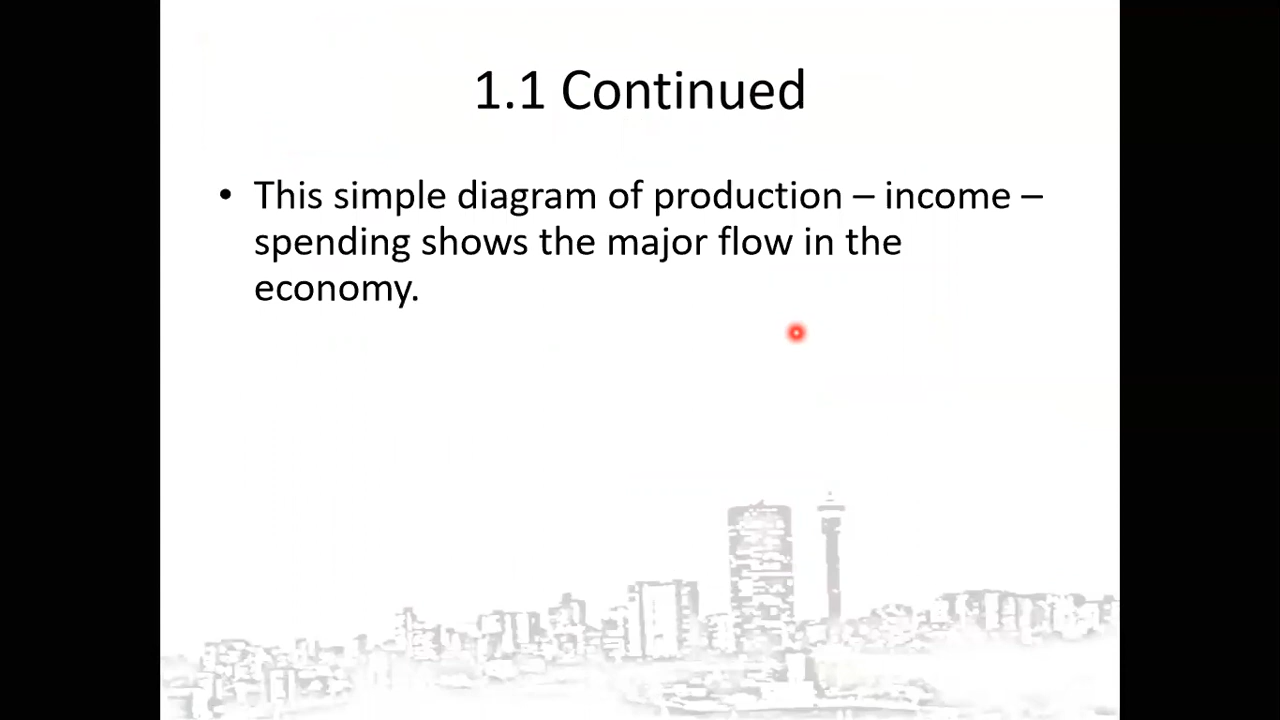 1.1 Continued
• This simple diagram of production – income –
spending shows the major flow in the
economy.